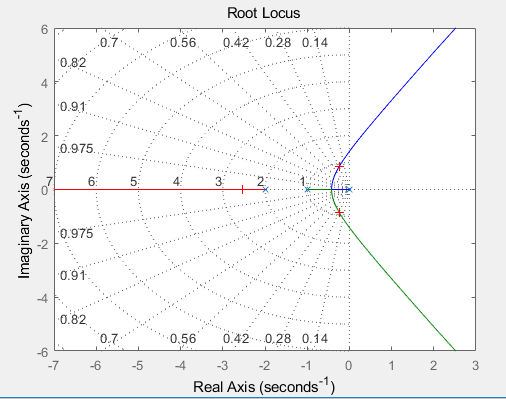 Root Locus
6
0.7 0.56 0.42 0.28 0.14
0.82
4
0.91
2
0.975
7 6 5 4 3 2 1
0
0.975
-2
0.91
-4
0.82
0.7 0.56 0.42 0.28 0.14
-6
-7 -6 -5 -4 -3 -2 -1 0 1 2 3
Real Axis (seconds⁻¹)
Imaginary Axis (seconds⁻¹)